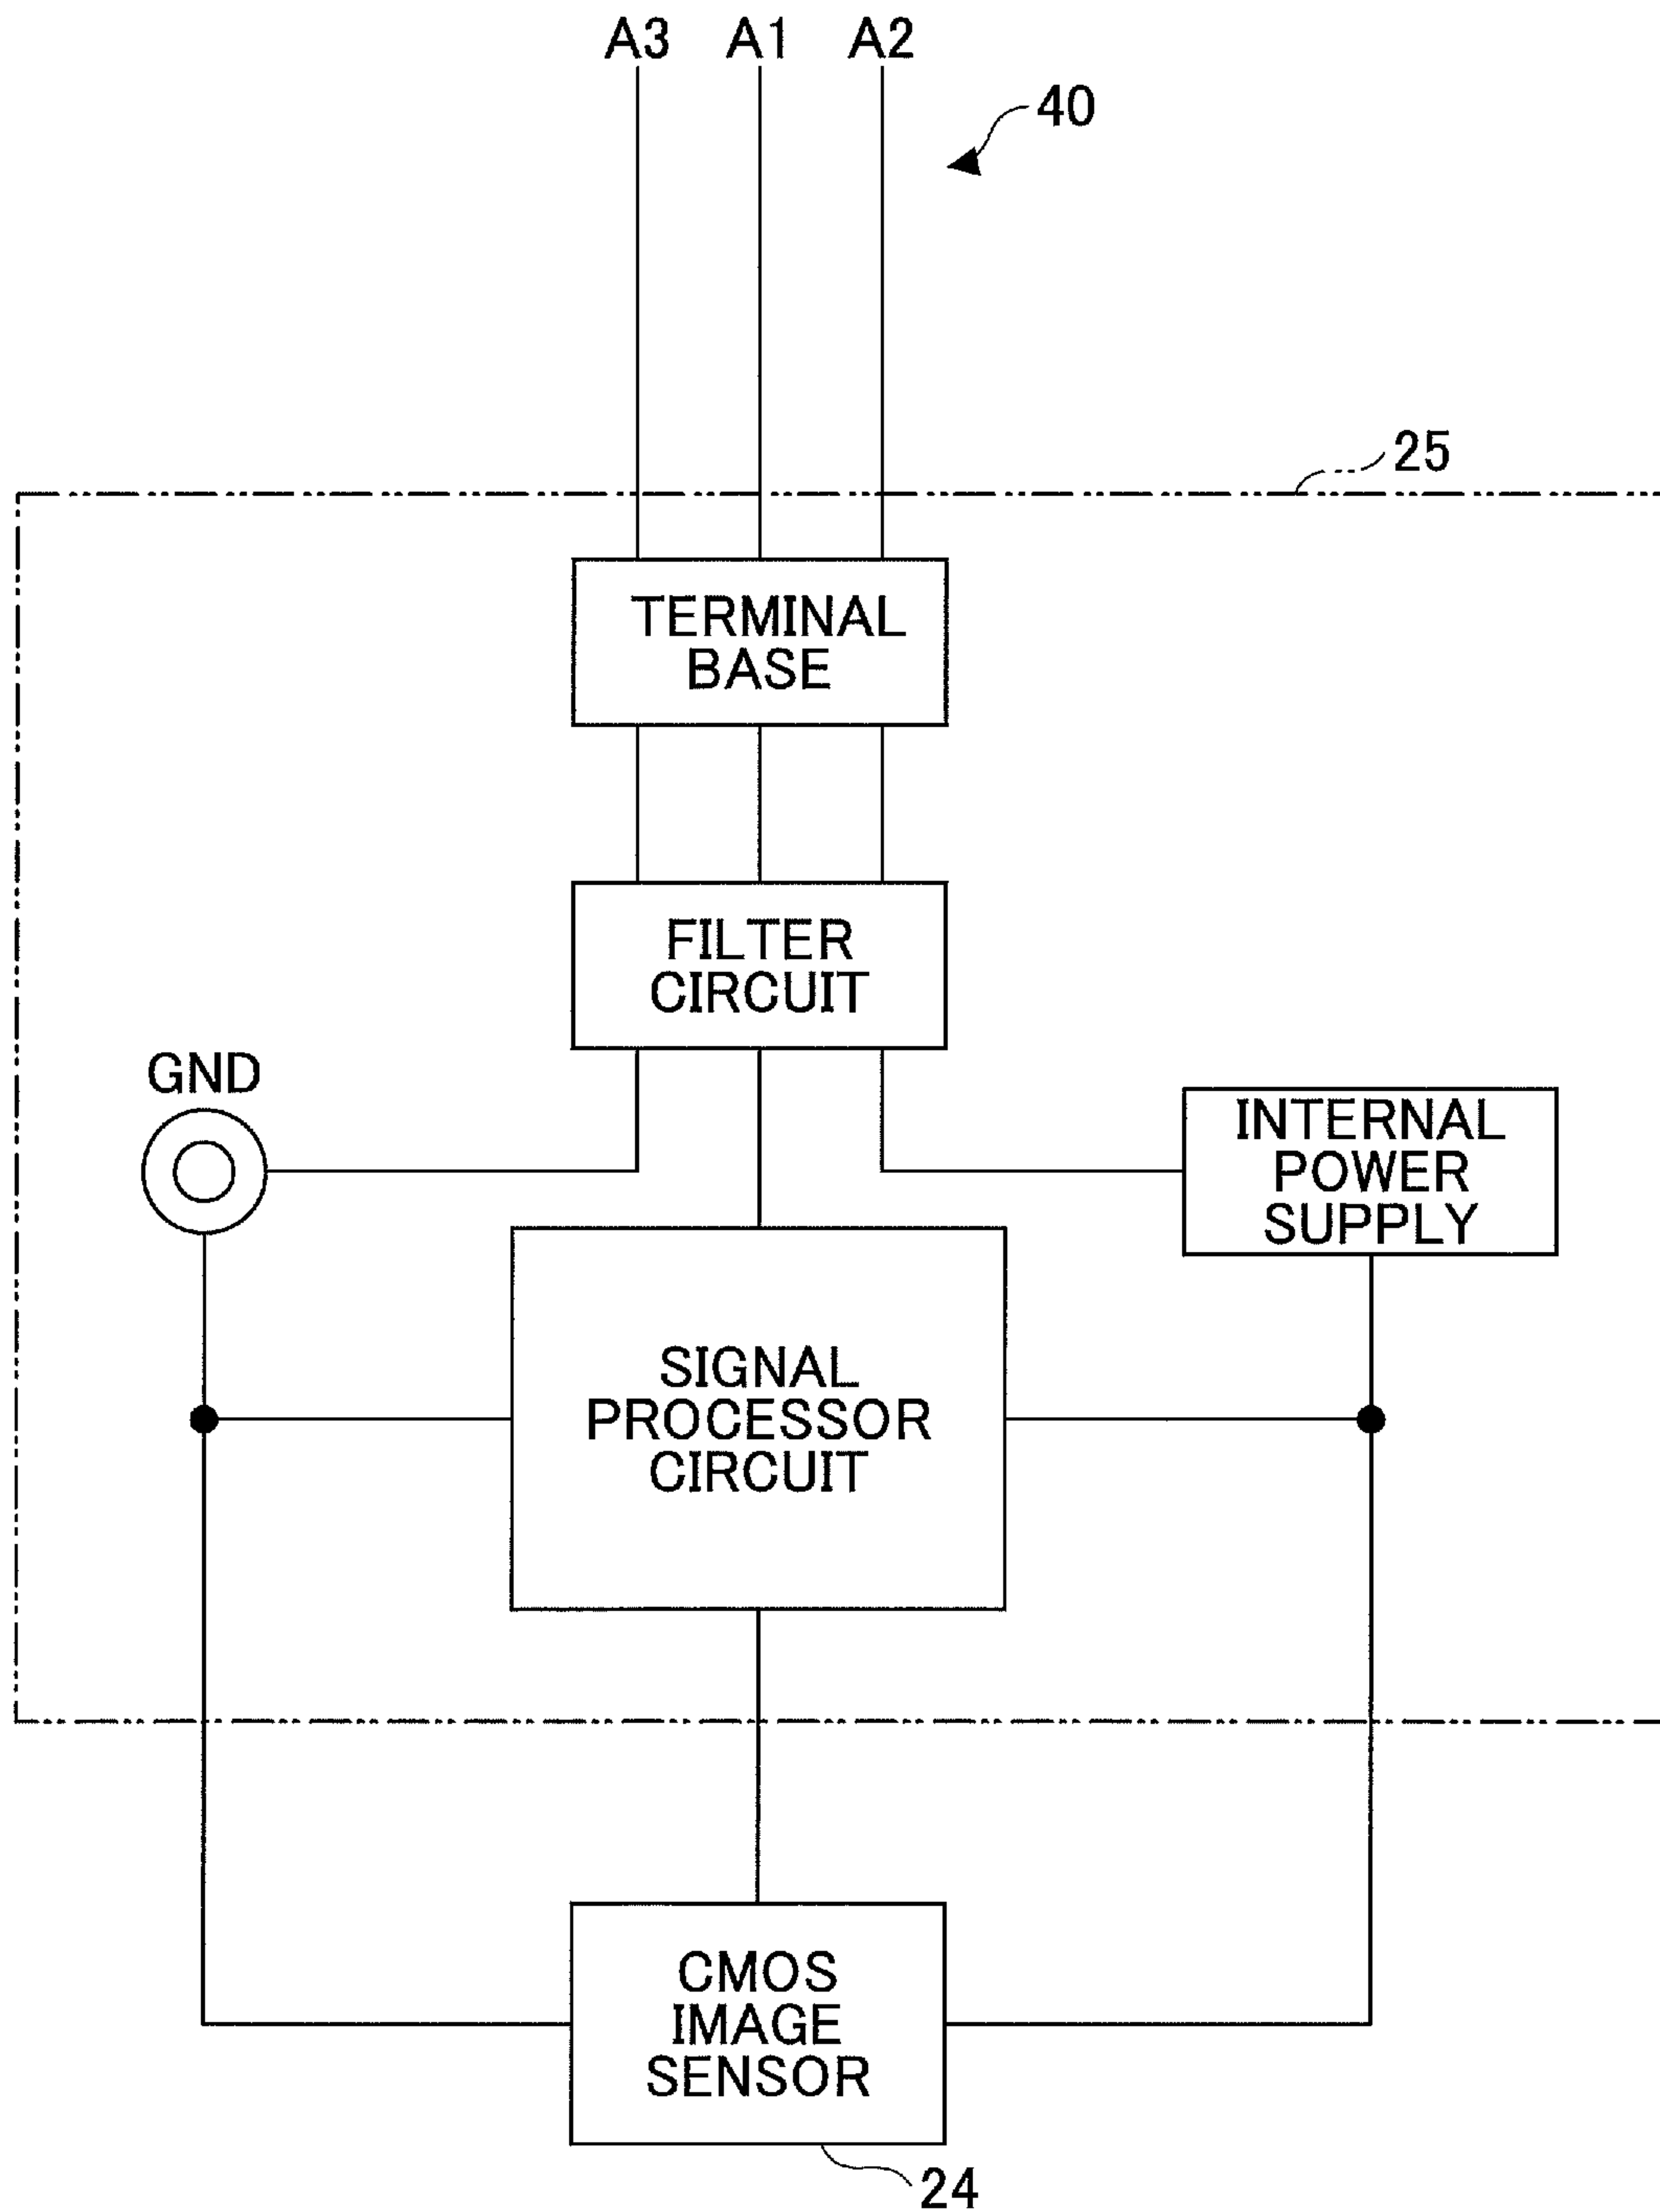 A3 A1 A2
40
25
TERMINAL
BASE
FILTER
CIRCUIT
GND
INTERNAL
POWER
SUPPLY
SIGNAL
PROCESSOR
CIRCUIT
CMOS
IMAGE
SENSOR
24